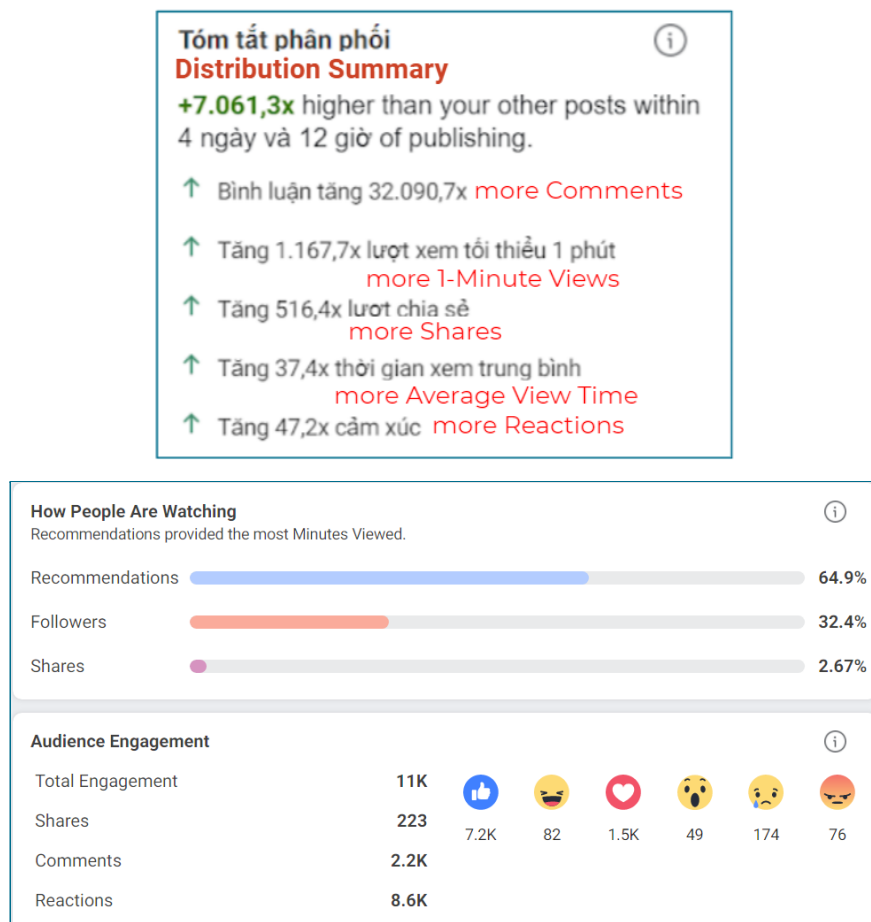 Tóm tắt phân phối
Distribution Summary
+7.061,3x higher than your other posts within
4 ngày và 12 giờ of publishing.
Bình luận tăng 32.090,7x more Comments
Tăng 1.167,7x lượt xem tối thiểu 1 phút
more 1-Minute Views
Tăng 516,4x lượt chia sẻ
more Shares
Tăng 37,4x thời gian xem trung bình
more Average View Time
Tăng 47,2x cảm xúc more Reactions
How People Are Watching
Recommendations provided the most Minutes Viewed.
Recommendations 64.9%
Followers 32.4%
Shares 2.67%
Audience Engagement
Total Engagement 11K
Shares 223
7.2K 82 1.5K 49 174 76
Comments 2.2K
Reactions 8.6K